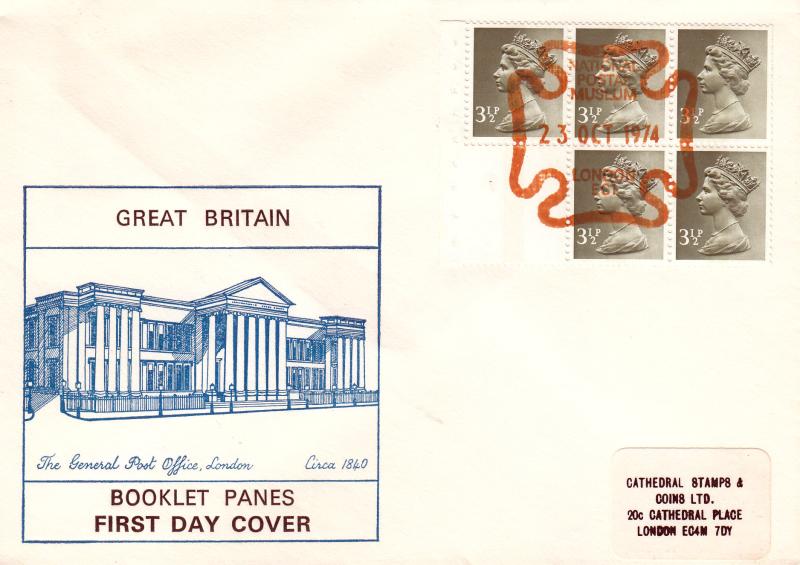 3½P
3½P
3½P
NATIONAL
POSTAL
MUSEUM
23 OCT 1974
LONDON
EC1
3½P
3½P
GREAT BRITAIN
The General Post Office, London Circa 1840
BOOKLET PANES
FIRST DAY COVER
CATHEDRAL STAMPS &
COINS LTD.
20c CATHEDRAL PLACE
LONDON EC4M 7DY